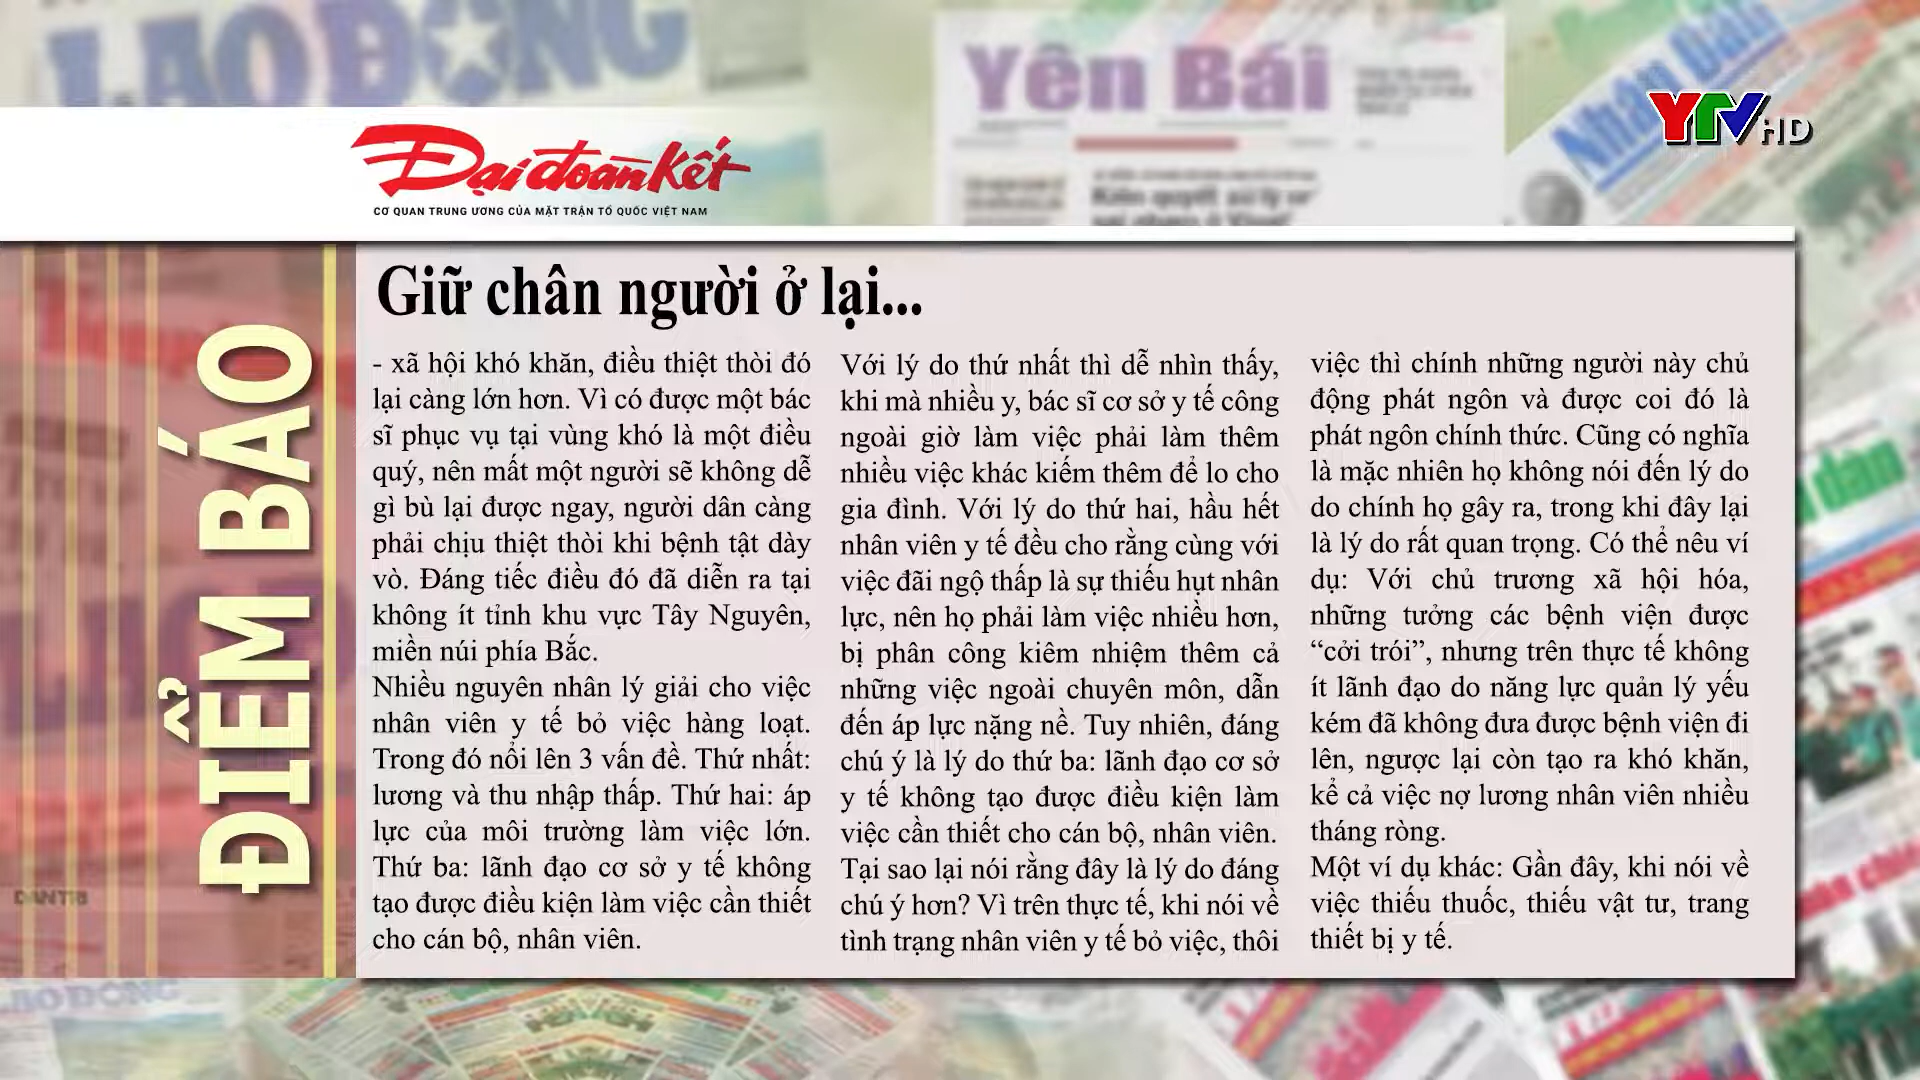 LAO ĐỘNG
Yên Bái
Nhân Dân
YTV HD
Đại đoàn kết
CƠ QUAN TRUNG ƯƠNG CỦA MẶT TRẬN TỔ QUỐC VIỆT NAM
Kiên quyết xử lý
ĐIỂM BÁO
Giữ chân người ở lại...
- xã hội khó khăn, điều thiệt thòi đó
lại càng lớn hơn. Vì có được một bác
sĩ phục vụ tại vùng khó là một điều
quý, nên mất một người sẽ không dễ
gì bù lại được ngay, người dân càng
phải chịu thiệt thòi khi bệnh tật dày
vò. Đáng tiếc điều đó đã diễn ra tại
không ít tỉnh khu vực Tây Nguyên,
miền núi phía Bắc.
Nhiều nguyên nhân lý giải cho việc
nhân viên y tế bỏ việc hàng loạt.
Trong đó nổi lên 3 vấn đề. Thứ nhất:
lương và thu nhập thấp. Thứ hai: áp
lực của môi trường làm việc lớn.
Thứ ba: lãnh đạo cơ sở y tế không
tạo được điều kiện làm việc cần thiết
cho cán bộ, nhân viên.
Với lý do thứ nhất thì dễ nhìn thấy,
khi mà nhiều y, bác sĩ cơ sở y tế công
ngoài giờ làm việc phải làm thêm
nhiều việc khác kiếm thêm để lo cho
gia đình. Với lý do thứ hai, hầu hết
nhân viên y tế đều cho rằng cùng với
việc đãi ngộ thấp là sự thiếu hụt nhân
lực, nên họ phải làm việc nhiều hơn,
bị phân công kiêm nhiệm thêm cả
những việc ngoài chuyên môn, dẫn
đến áp lực nặng nề. Tuy nhiên, đáng
chú ý là lý do thứ ba: lãnh đạo cơ sở
y tế không tạo được điều kiện làm
việc cần thiết cho cán bộ, nhân viên.
Tại sao lại nói rằng đây là lý do đáng
chú ý hơn? Vì trên thực tế, khi nói về
tình trạng nhân viên y tế bỏ việc, thôi
việc thì chính những người này chủ
động phát ngôn và được coi đó là
phát ngôn chính thức. Cũng có nghĩa
là mặc nhiên họ không nói đến lý do
do chính họ gây ra, trong khi đây lại
là lý do rất quan trọng. Có thể nêu ví
dụ: Với chủ trương xã hội hóa,
những tưởng các bệnh viện được
“cởi trói”, nhưng trên thực tế không
ít lãnh đạo do năng lực quản lý yếu
kém đã không đưa được bệnh viện đi
lên, ngược lại còn tạo ra khó khăn,
kể cả việc nợ lương nhân viên nhiều
tháng ròng.
Một ví dụ khác: Gần đây, khi nói về
việc thiếu thuốc, thiếu vật tư, trang
thiết bị y tế.
DANTRI
LAO ĐỘNG